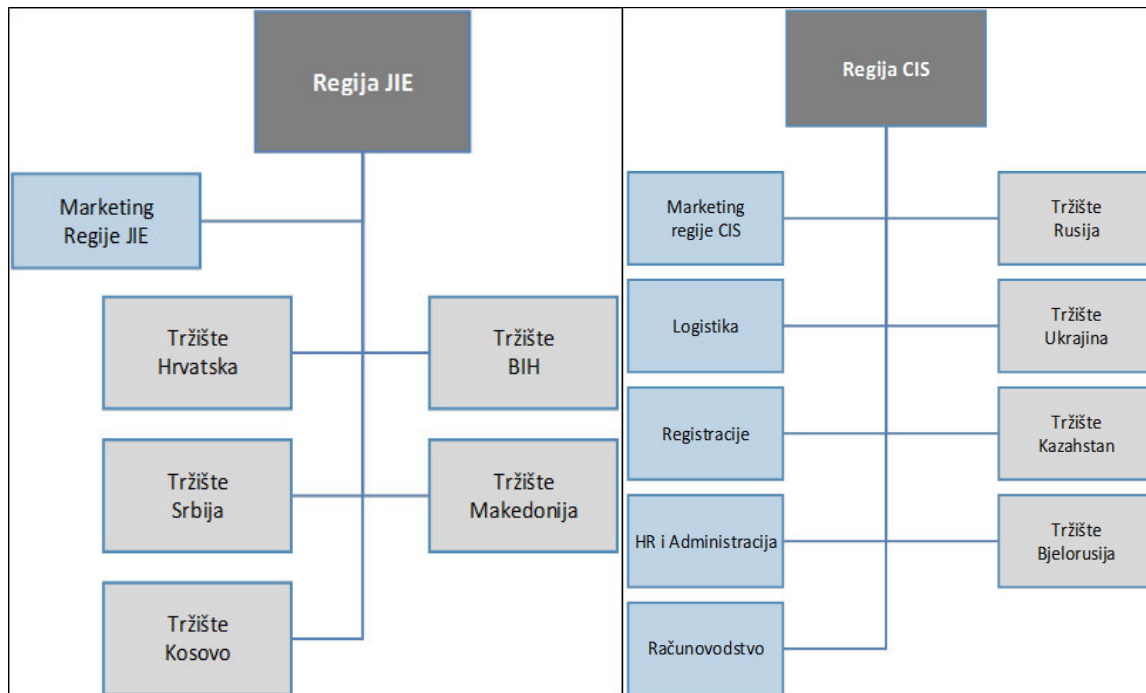 Regija JIE
Marketing
Regije JIE
Tržište
Hrvatska
Tržište
BIH
Tržište
Srbija
Tržište
Makedonija
Tržište
Kosovo
Regija CIS
Marketing
regije CIS
Tržište
Rusija
Logistika
Tržište
Ukrajina
Registracije
Tržište
Kazahstan
HR i Administracija
Tržište
Bjelorusija
Računovodstvo